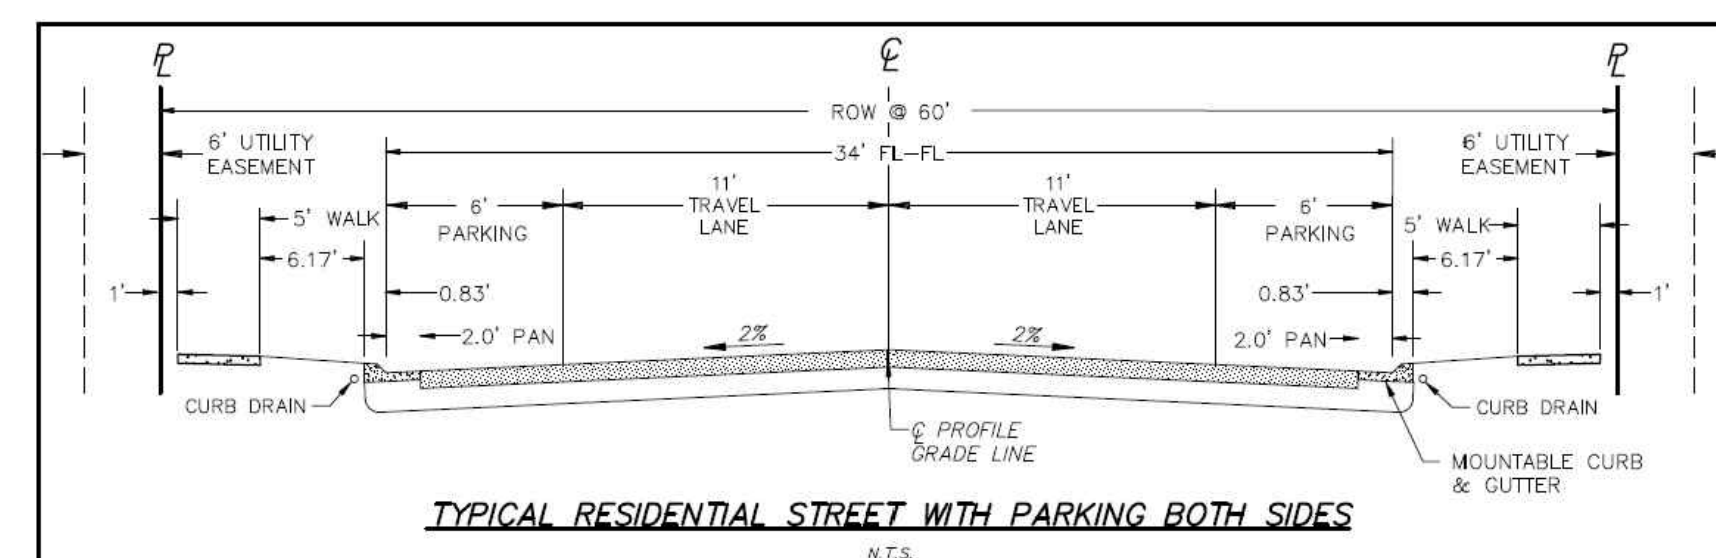 PL
CL
PL
ROW @ 60'
6' UTILITY
EASEMENT
34' FL-FL
6' UTILITY
EASEMENT
5' WALK
6'
PARKING
11'
TRAVEL
LANE
11'
TRAVEL
LANE
6'
PARKING
5' WALK
6.17'
6.17'
1'
0.83'
0.83'
1'
2.0' PAN
2%
2%
2.0' PAN
CURB DRAIN
CURB DRAIN
CL PROFILE
GRADE LINE
MOUNTABLE CURB
& GUTTER
TYPICAL RESIDENTIAL STREET WITH PARKING BOTH SIDES
N.T.S.